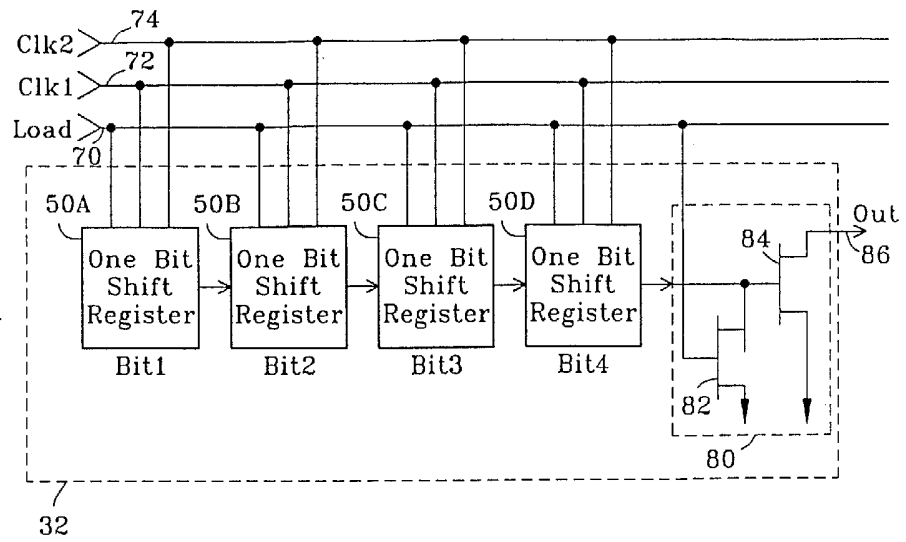 74
Clk2
72
Clk1
Load
70
50A
50B
50C
50D
One Bit
Shift
Register
One Bit
Shift
Register
One Bit
Shift
Register
One Bit
Shift
Register
Bit1
Bit2
Bit3
Bit4
84
Out
86
82
80
32